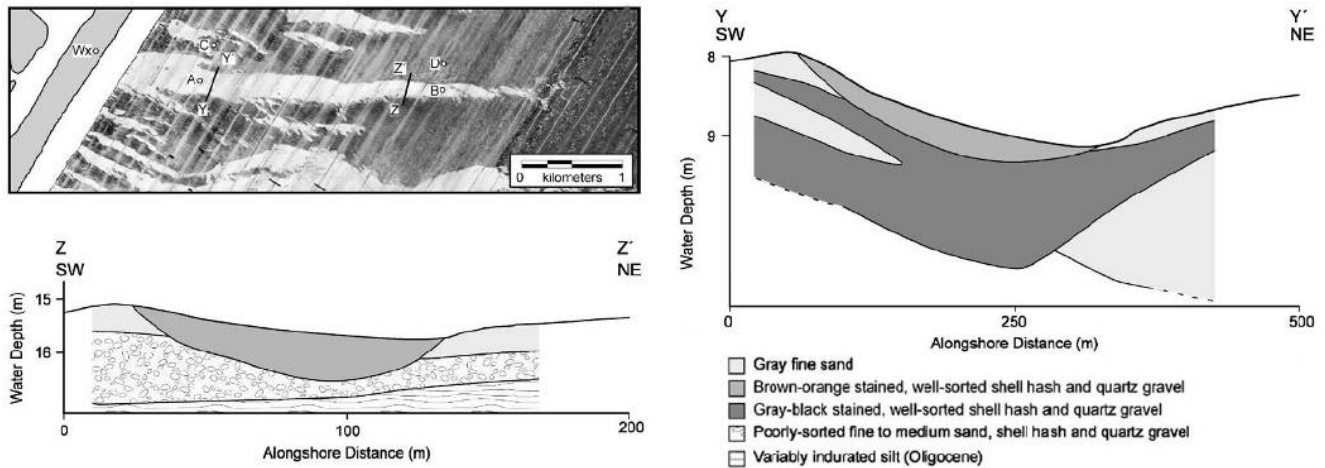 Wx
C
Y´
A
Y
Z´
D
B
Z
0 kilometers 1
Z
SW
Z´
NE
15
16
Water Depth (m)
0 100 200
Alongshore Distance (m)
Y
SW
Y´
NE
8
9
Water Depth (m)
0 250 500
Alongshore Distance (m)
Gray fine sand
Brown-orange stained, well-sorted shell hash and quartz gravel
Gray-black stained, well-sorted shell hash and quartz gravel
Poorly-sorted fine to medium sand, shell hash and quartz gravel
Variably indurated silt (Oligocene)